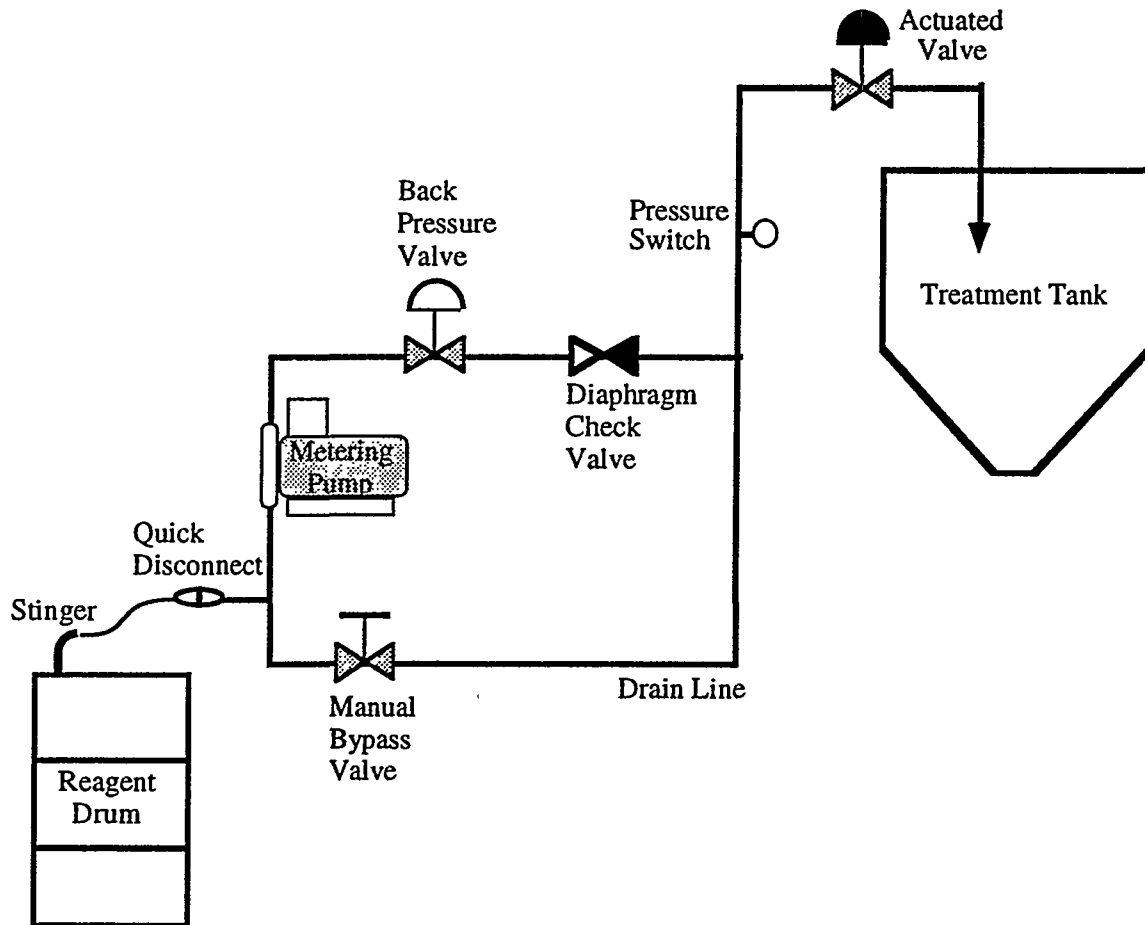 Actuated
Valve
Back
Pressure
Valve
Pressure
Switch
Treatment Tank
Diaphragm
Check
Valve
Metering
Pump
Quick
Disconnect
Stinger
Drain Line
Manual
Bypass
Valve
Reagent
Drum